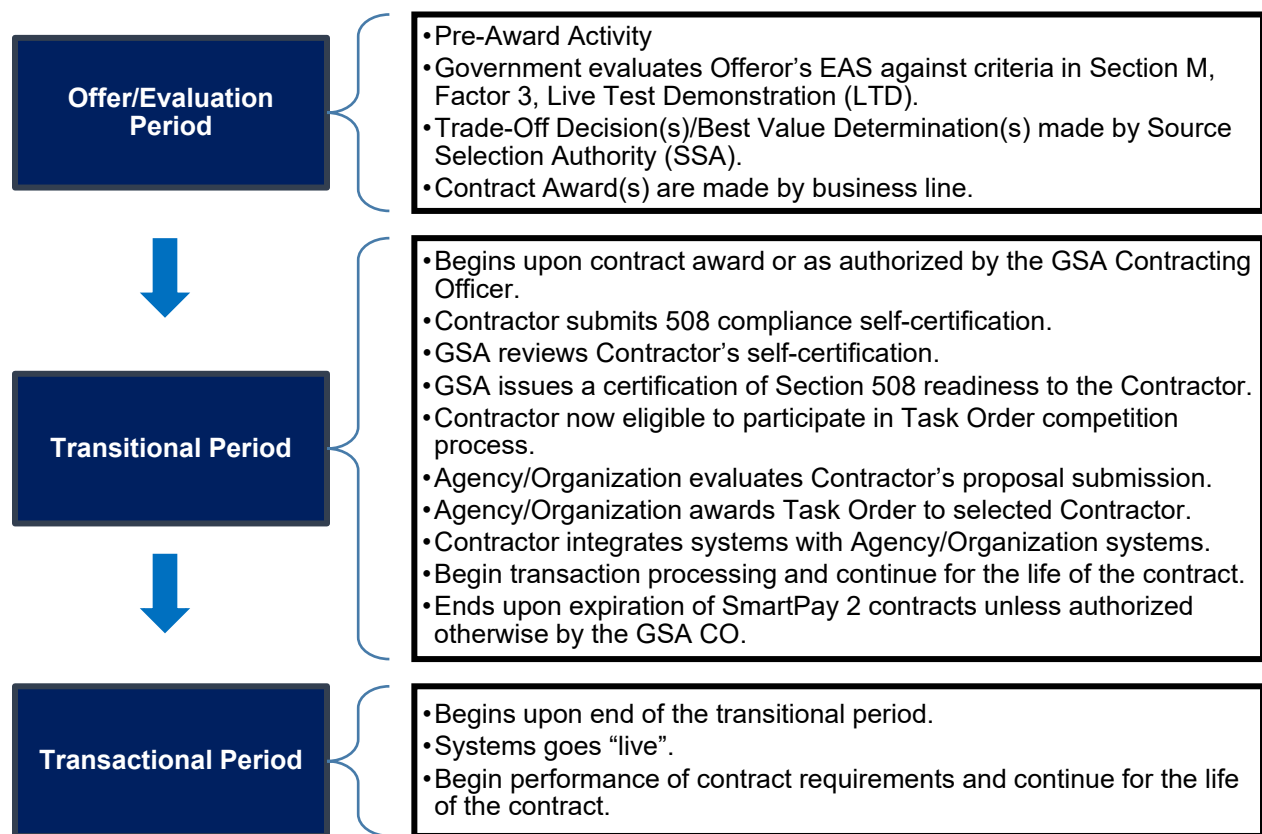 Offer/Evaluation
Period
•Pre-Award Activity
•Government evaluates Offeror's EAS against criteria in Section M,
Factor 3, Live Test Demonstration (LTD).
•Trade-Off Decision(s)/Best Value Determination(s) made by Source
Selection Authority (SSA).
•Contract Award(s) are made by business line.
Transitional Period
•Begins upon contract award or as authorized by the GSA Contracting
Officer.
•Contractor submits 508 compliance self-certification.
•GSA reviews Contractor's self-certification.
•GSA issues a certification of Section 508 readiness to the Contractor.
•Contractor now eligible to participate in Task Order competition
process.
•Agency/Organization evaluates Contractor's proposal submission.
•Agency/Organization awards Task Order to selected Contractor.
•Contractor integrates systems with Agency/Organization systems.
•Begin transaction processing and continue for the life of the contract.
•Ends upon expiration of SmartPay 2 contracts unless authorized
otherwise by the GSA CO.
Transactional Period
•Begins upon end of the transitional period.
•Systems goes “live”.
•Begin performance of contract requirements and continue for the life
of the contract.